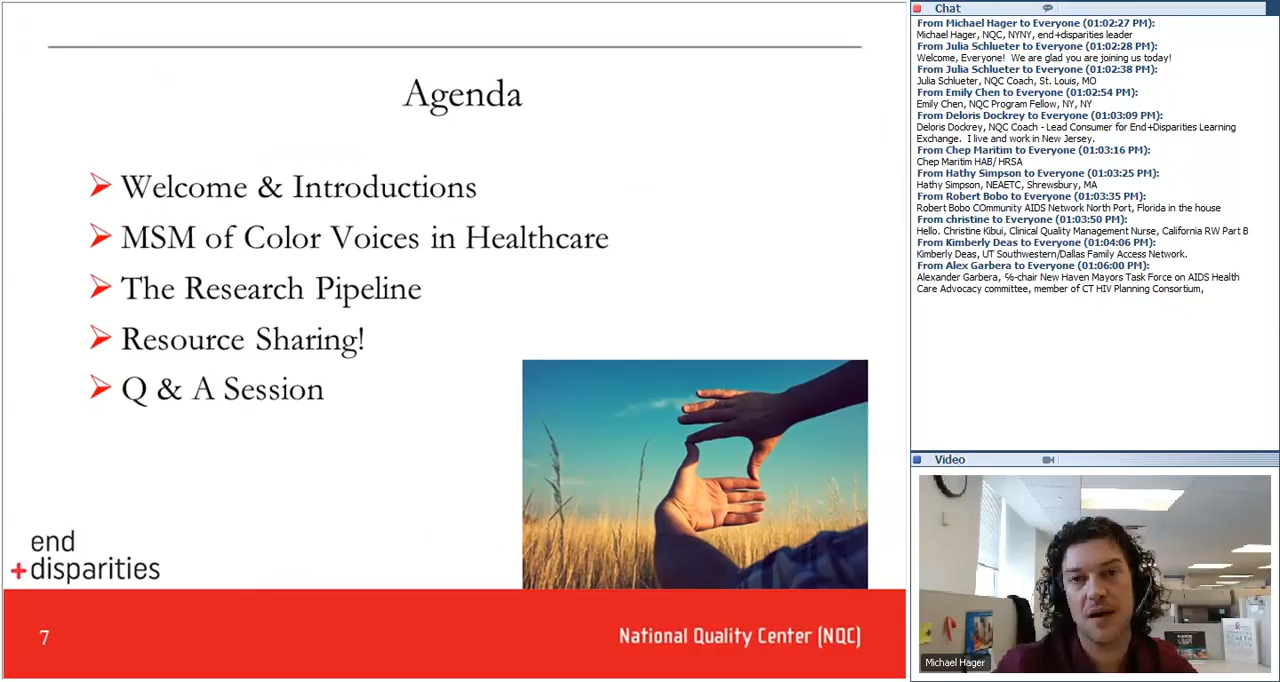 Agenda
Welcome & Introductions
MSM of Color Voices in Healthcare
The Research Pipeline
Resource Sharing!
Q & A Session
end
+disparities
7
National Quality Center (NQC)
Chat
From Michael Hager to Everyone (01:02:27 PM):
Michael Hager, NQC, NYNY, end+disparities leader
From Julia Schlueter to Everyone (01:02:28 PM):
Welcome, Everyone!  We are glad you are joining us today!
From Julia Schlueter to Everyone (01:02:38 PM):
Julia Schlueter, NQC Coach, St. Louis, MO
From Emily Chen to Everyone (01:02:54 PM):
Emily Chen, NQC Program Fellow, NY, NY
From Deloris Dockrey to Everyone (01:03:09 PM):
Deloris Dockrey, NQC Coach - Lead Consumer for End+Disparities Learning
Exchange.  I live and work in New Jersey.
From Chep Maritim to Everyone (01:03:16 PM):
Chep Maritim HAB/ HRSA
From Hathy Simpson to Everyone (01:03:25 PM):
Hathy Simpson, NEAETC, Shrewsbury, MA
From Robert Bobo to Everyone (01:03:35 PM):
Robert Bobo COmmunity AIDS Network North Port, Florida in the house
From christine to Everyone (01:03:50 PM):
Hello. Christine Kibui, Clinical Quality Management Nurse, California RW Part B
From Kimberly Deas to Everyone (01:04:06 PM):
Kimberly Deas, UT Southwestern/Dallas Family Access Network.
From Alex Garbera to Everyone (01:06:00 PM):
Alexander Garbera, ℅-chair New Haven Mayors Task Force on AIDS Health
Care Advocacy committee, member of CT HIV Planning Consortium,
Video
Michael Hager